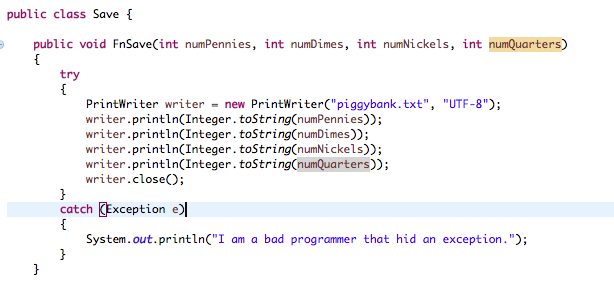 public class Save {
public void FnSave(int numPennies, int numDimes, int numNickels, int numQuarters)
{
try
{
PrintWriter writer = new PrintWriter("piggybank.txt", "UTF-8");
writer.println(Integer.toString(numPennies));
writer.println(Integer.toString(numDimes));
writer.println(Integer.toString(numNickels));
writer.println(Integer.toString(numQuarters));
writer.close();
}
catch (Exception e)
{
System.out.println("I am a bad programmer that hid an exception.");
}
}